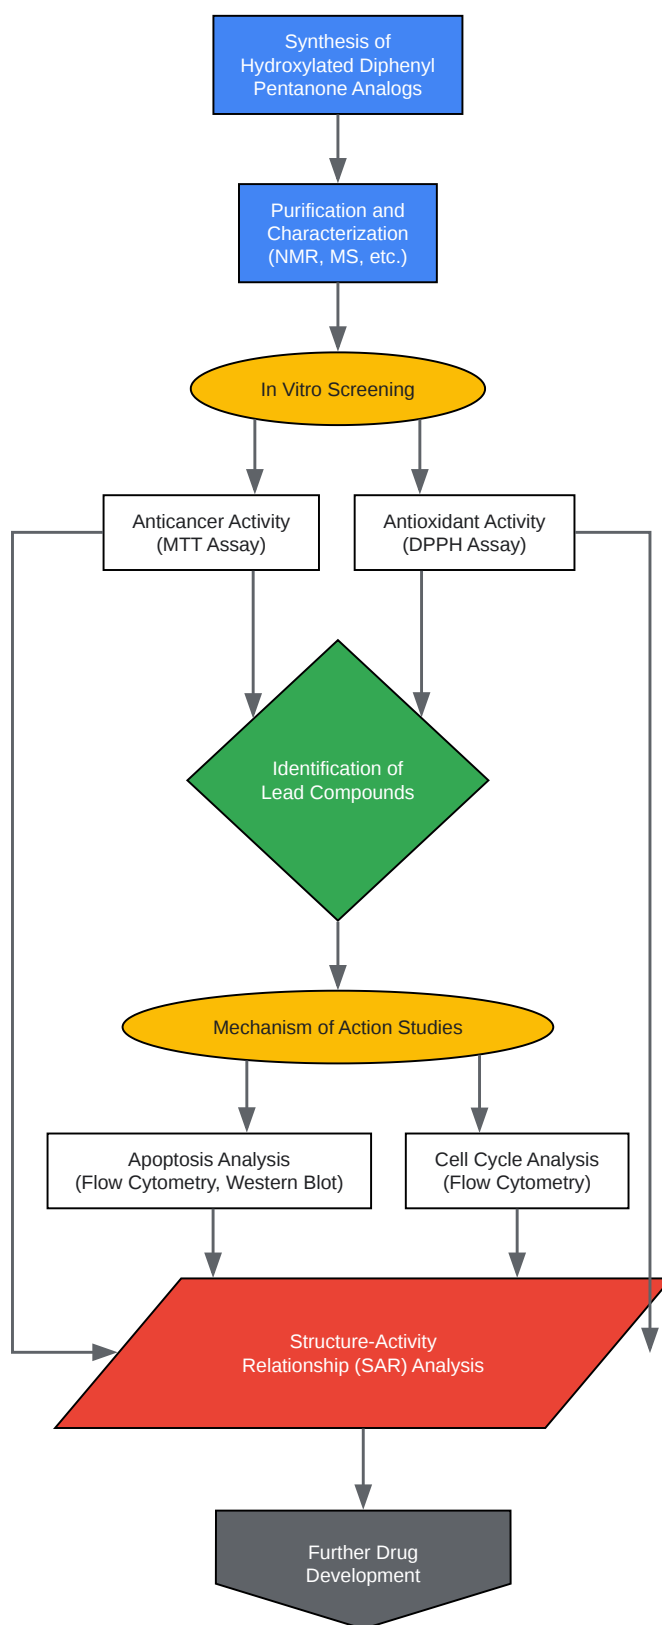 Synthesis of
Hydroxylated Diphenyl
Pentanone Analogs
Purification and
Characterization
(NMR, MS, etc.)
In Vitro Screening
Anticancer Activity
(MTT Assay)
Antioxidant Activity
(DPPH Assay)
Identification of
Lead Compounds
Mechanism of Action Studies
Apoptosis Analysis
(Flow Cytometry, Western Blot)
Cell Cycle Analysis
(Flow Cytometry)
Structure-Activity
Relationship (SAR) Analysis
Further Drug
Development